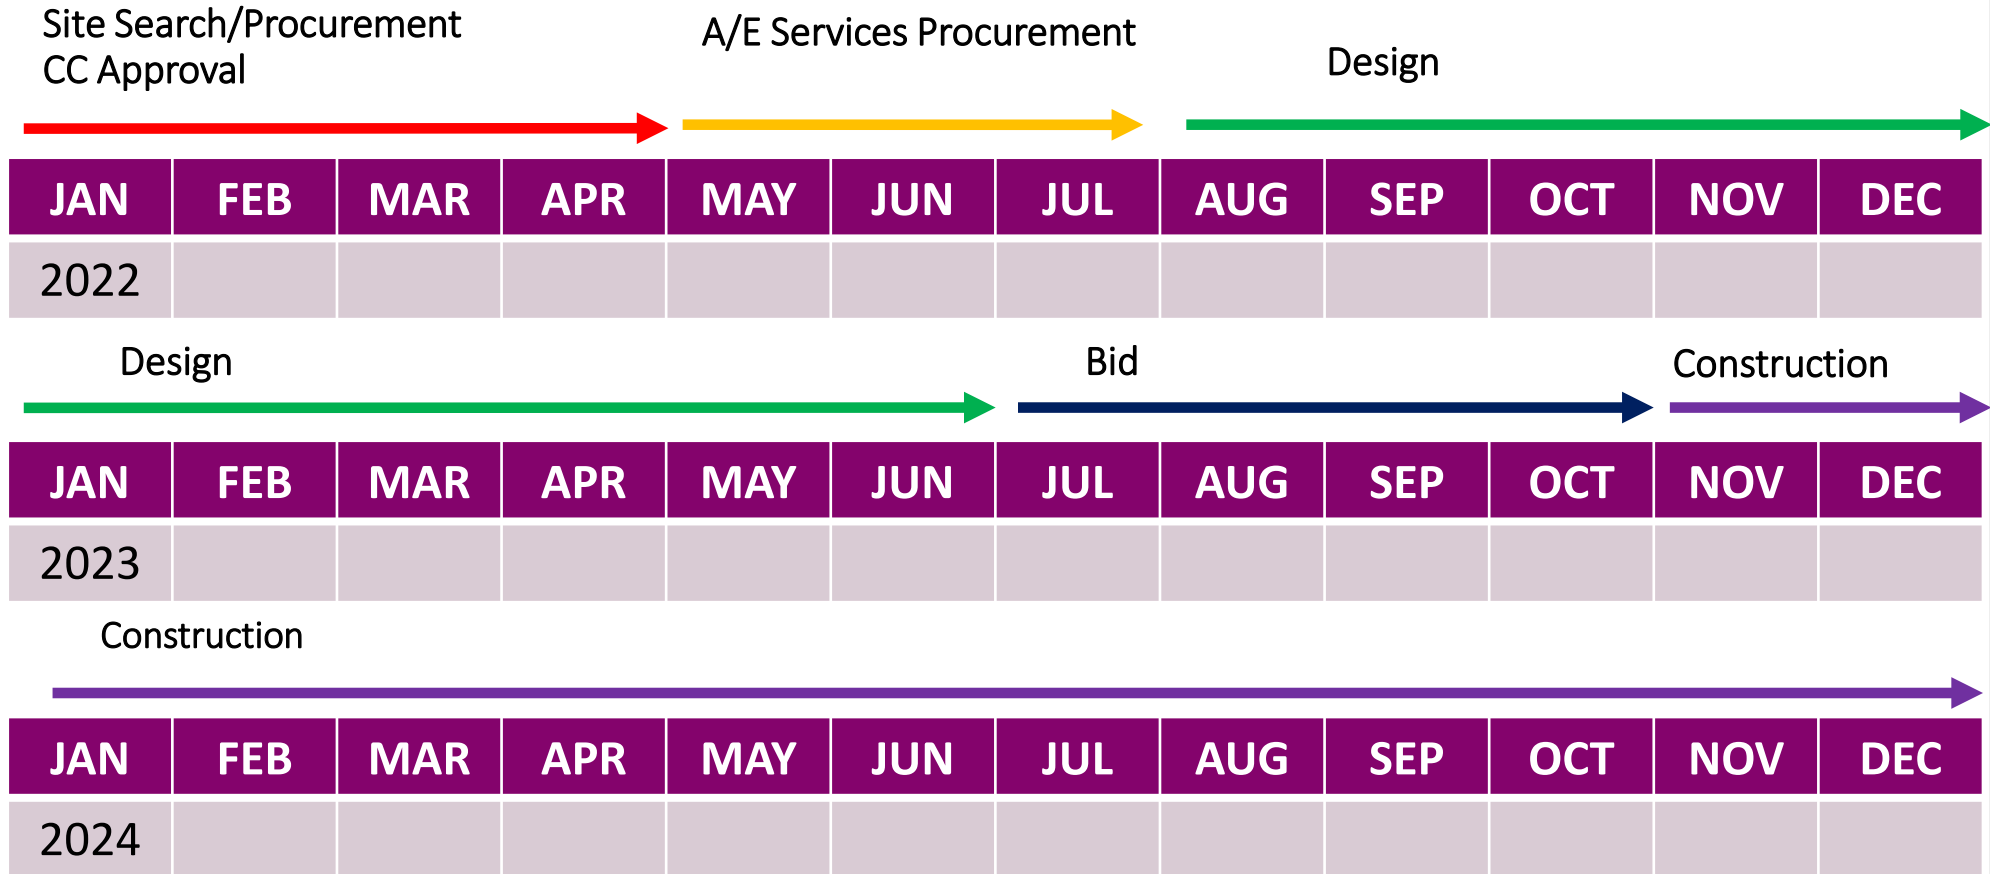 Site Search/Procurement
CC Approval
A/E Services Procurement
Design
JAN FEB MAR APR MAY JUN JUL AUG SEP OCT NOV DEC
2022
Design
Bid
Construction
JAN FEB MAR APR MAY JUN JUL AUG SEP OCT NOV DEC
2023
Construction
JAN FEB MAR APR MAY JUN JUL AUG SEP OCT NOV DEC
2024